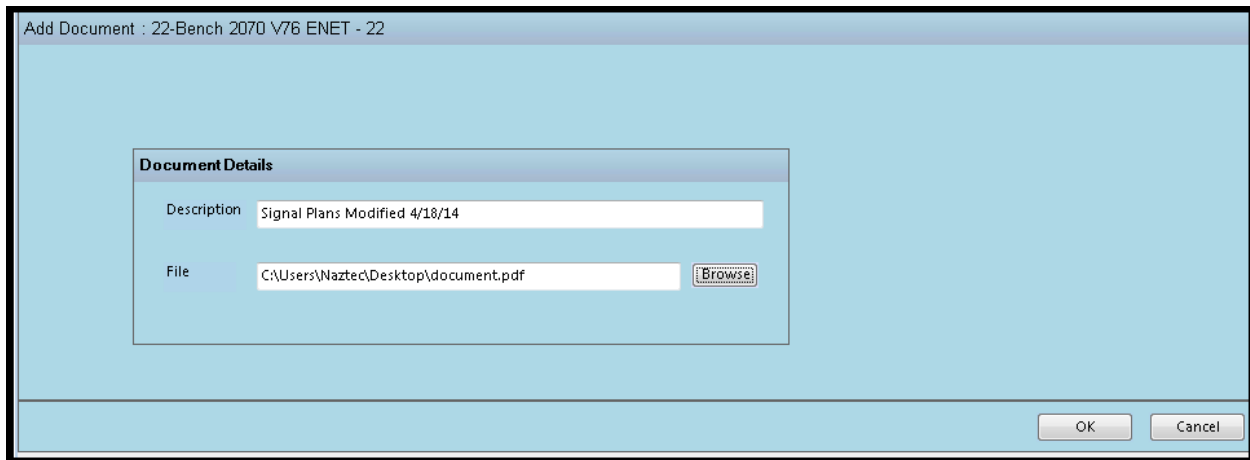 Add Document : 22-Bench 2070 V76 ENET - 22
Document Details
Description Signal Plans Modified 4/18/14
File C:\Users\Naztec\Desktop\document.pdf Browse
OK Cancel